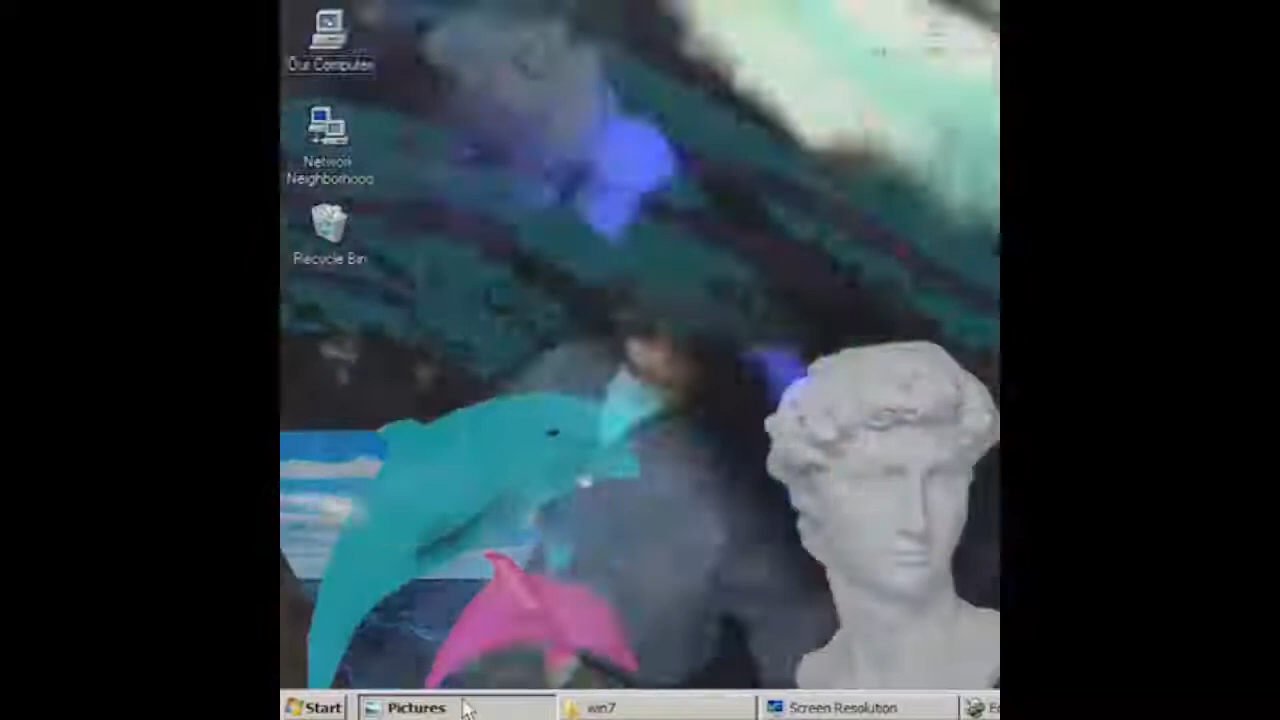 Our Computer
Network
Neighborhood
Recycle Bin
Start
Pictures
win7
Screen Resolution